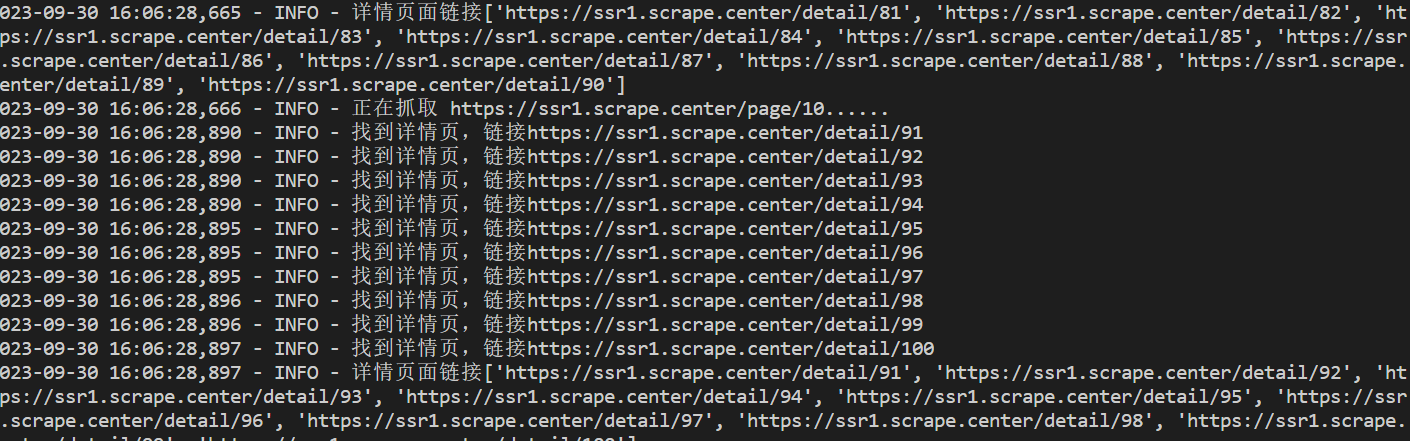 023-09-30 16:06:28,665 - INFO - 详情页面链接['https://ssr1.scrape.center/detail/81', 'https://ssr1.scrape.center/detail/82', 'ht
ps://ssr1.scrape.center/detail/83', 'https://ssr1.scrape.center/detail/84', 'https://ssr1.scrape.center/detail/85', 'https://ssr
.scrape.center/detail/86', 'https://ssr1.scrape.center/detail/87', 'https://ssr1.scrape.center/detail/88', 'https://ssr1.scrape.
enter/detail/89', 'https://ssr1.scrape.center/detail/90']
023-09-30 16:06:28,666 - INFO - 正在抓取 https://ssr1.scrape.center/page/10......
023-09-30 16:06:28,890 - INFO - 找到详情页，链接https://ssr1.scrape.center/detail/91
023-09-30 16:06:28,890 - INFO - 找到详情页，链接https://ssr1.scrape.center/detail/92
023-09-30 16:06:28,890 - INFO - 找到详情页，链接https://ssr1.scrape.center/detail/93
023-09-30 16:06:28,890 - INFO - 找到详情页，链接https://ssr1.scrape.center/detail/94
023-09-30 16:06:28,895 - INFO - 找到详情页，链接https://ssr1.scrape.center/detail/95
023-09-30 16:06:28,895 - INFO - 找到详情页，链接https://ssr1.scrape.center/detail/96
023-09-30 16:06:28,895 - INFO - 找到详情页，链接https://ssr1.scrape.center/detail/97
023-09-30 16:06:28,896 - INFO - 找到详情页，链接https://ssr1.scrape.center/detail/98
023-09-30 16:06:28,896 - INFO - 找到详情页，链接https://ssr1.scrape.center/detail/99
023-09-30 16:06:28,897 - INFO - 找到详情页，链接https://ssr1.scrape.center/detail/100
023-09-30 16:06:28,897 - INFO - 详情页面链接['https://ssr1.scrape.center/detail/91', 'https://ssr1.scrape.center/detail/92', 'ht
ps://ssr1.scrape.center/detail/93', 'https://ssr1.scrape.center/detail/94', 'https://ssr1.scrape.center/detail/95', 'https://ssr
.scrape.center/detail/96', 'https://ssr1.scrape.center/detail/97', 'https://ssr1.scrape.center/detail/98', 'https://ssr1.scrape.